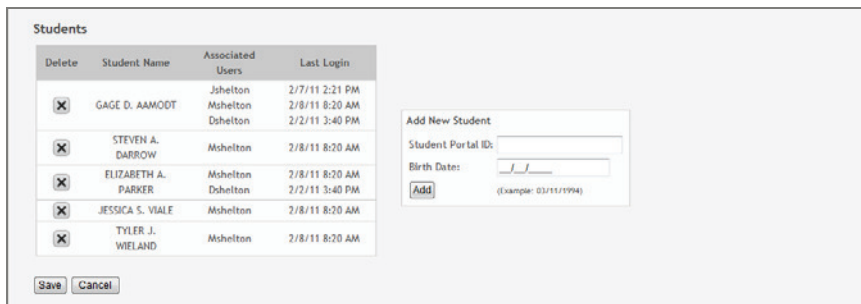 Students
Delete Student Name Associated Users Last Login
GAGE D. AAMODT Jshelton 2/7/11 2:21 PM
Mshelton 2/8/11 8:20 AM
Dshelton 2/2/11 3:40 PM
STEVEN A. DARROW Mshelton 2/8/11 8:20 AM
ELIZABETH A. PARKER Mshelton 2/8/11 8:20 AM
Dshelton 2/2/11 3:40 PM
JESSICA S. VIALE Mshelton 2/8/11 8:20 AM
TYLER J. WIELAND Mshelton 2/8/11 8:20 AM
Add New Student
Student Portal ID:
Birth Date: __/__/____
Add (Example: 03/11/1994)
Save Cancel